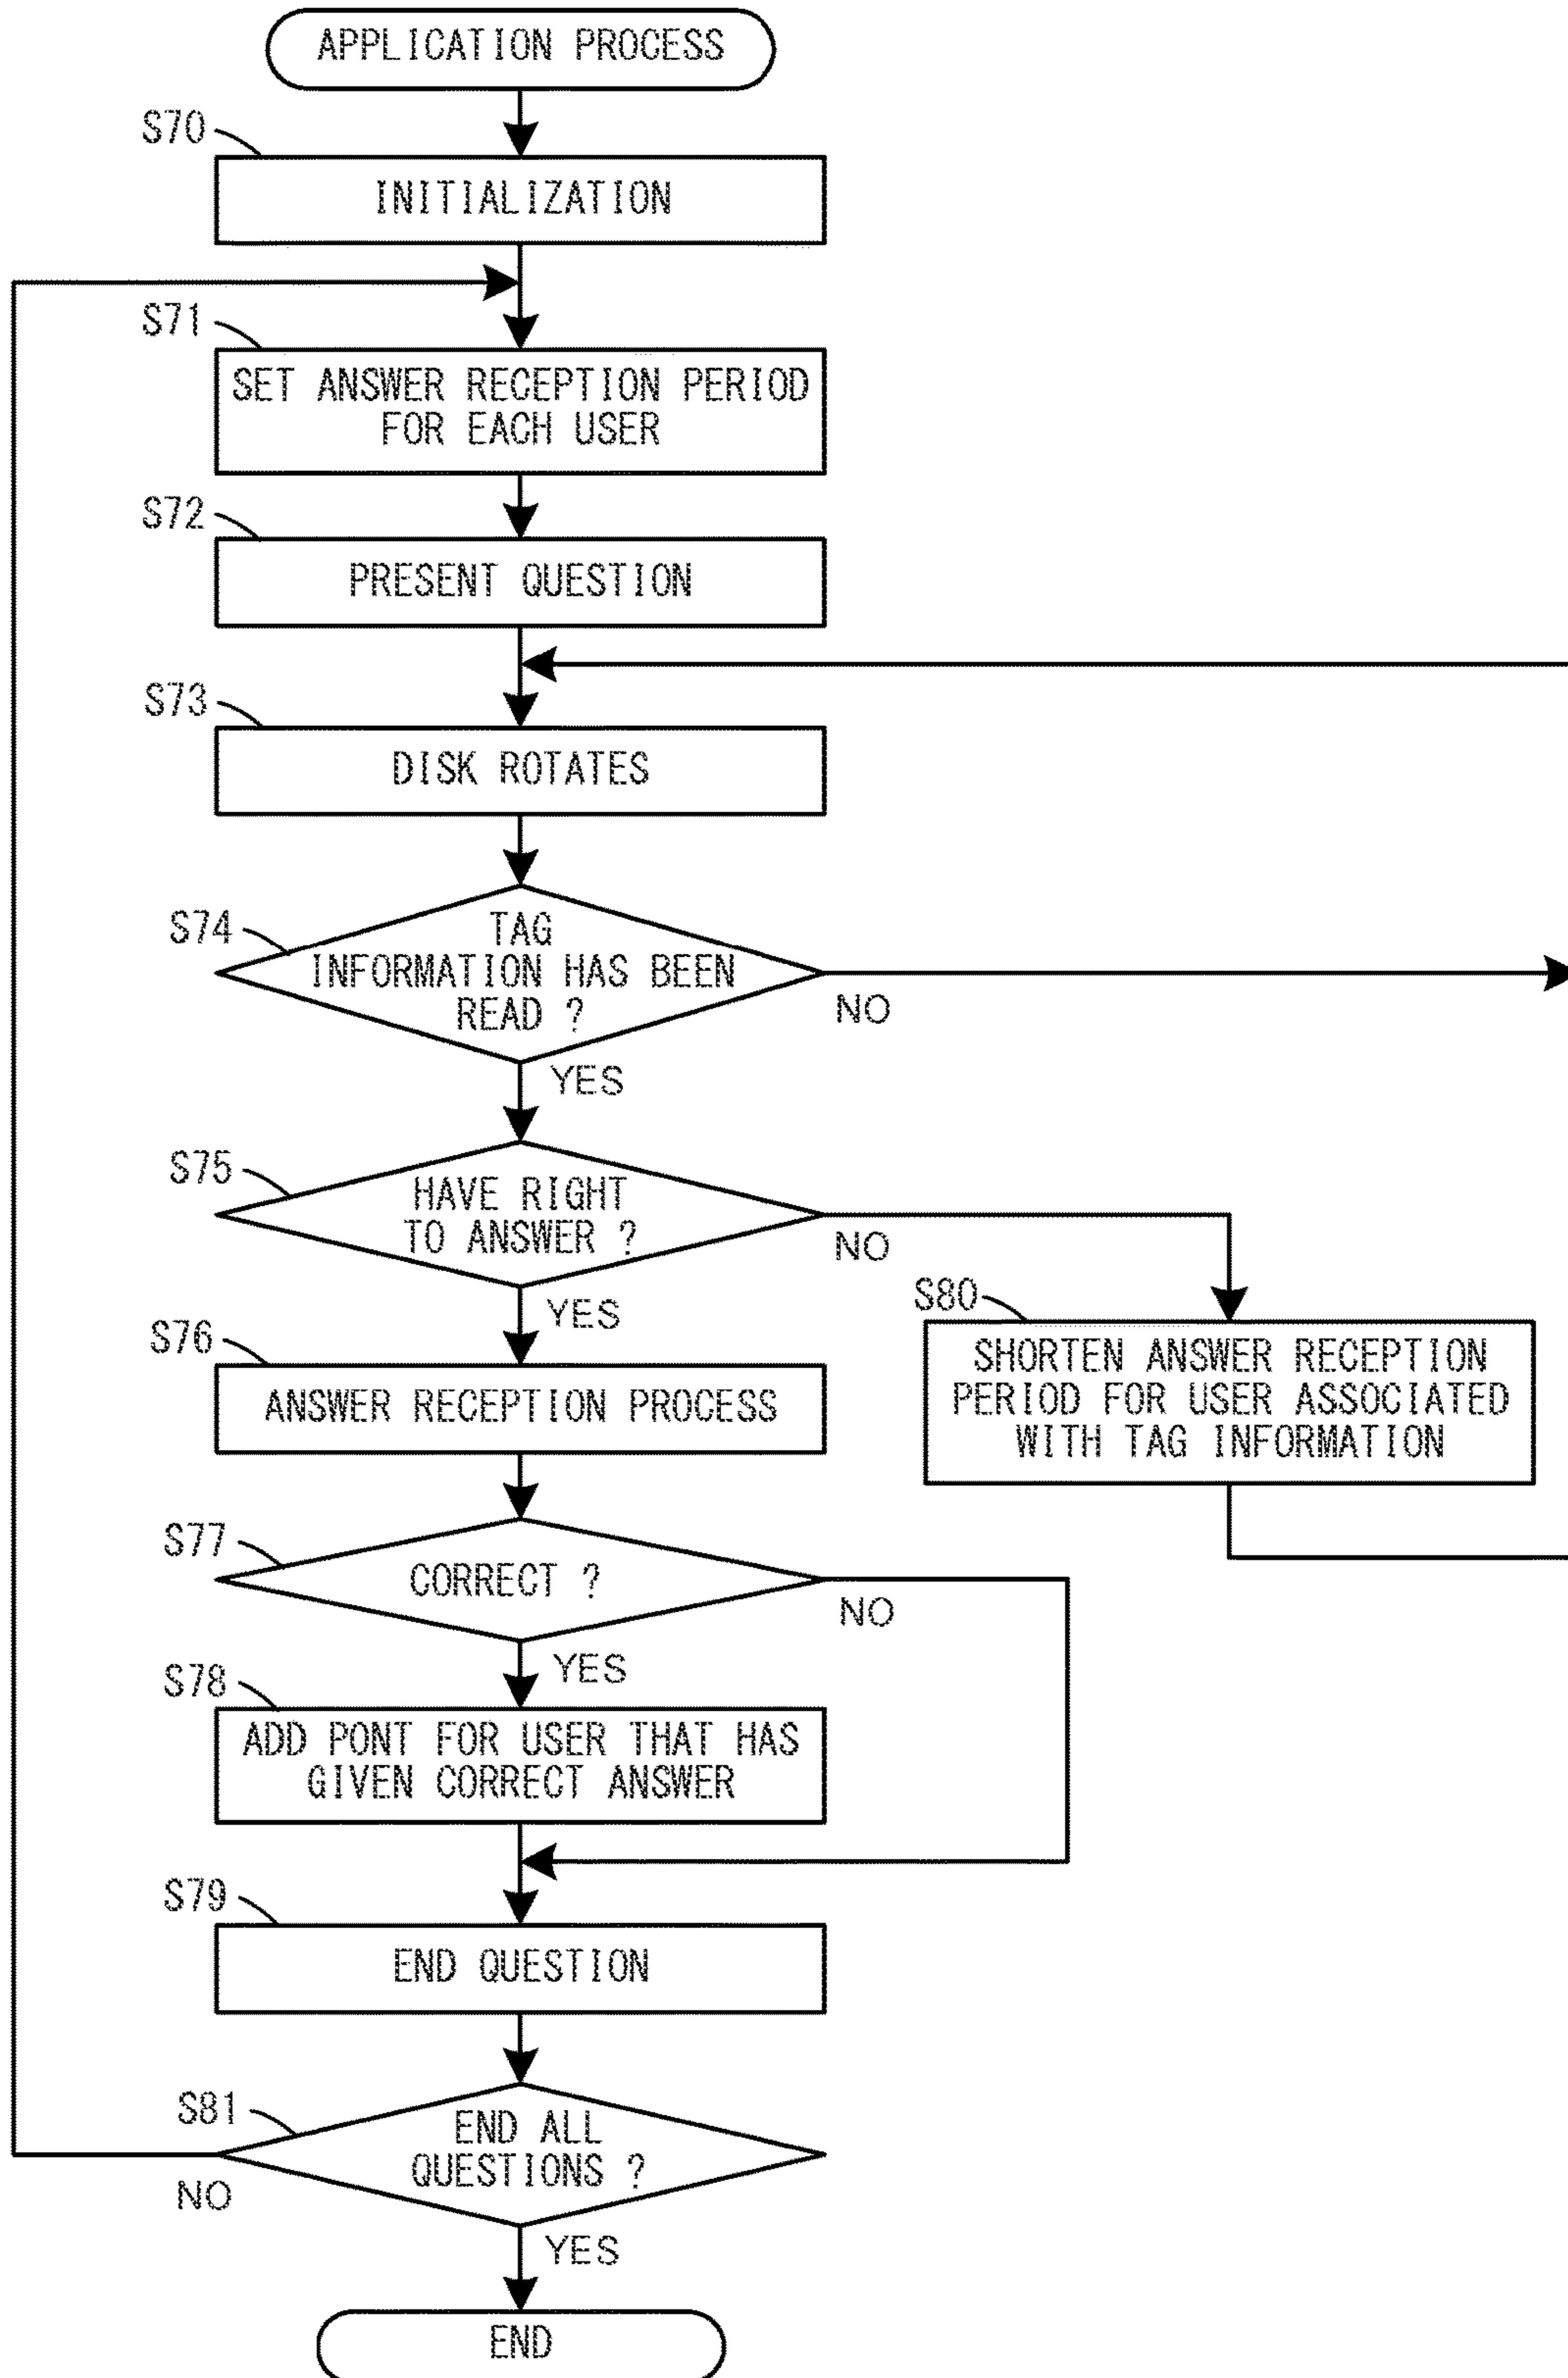 APPLICATION PROCESS
S70
INITIALIZATION
S71
SET ANSWER RECEPTION PERIOD
FOR EACH USER
S72
PRESENT QUESTION
S73
DISK ROTATES
S74
TAG
INFORMATION HAS BEEN
READ ?
NO
YES
S75
HAVE RIGHT
TO ANSWER ?
NO
YES
S80
SHORTEN ANSWER RECEPTION
PERIOD FOR USER ASSOCIATED
WITH TAG INFORMATION
S76
ANSWER RECEPTION PROCESS
S77
CORRECT ?
NO
YES
S78
ADD PONT FOR USER THAT HAS
GIVEN CORRECT ANSWER
S79
END QUESTION
S81
END ALL
QUESTIONS ?
NO
YES
END